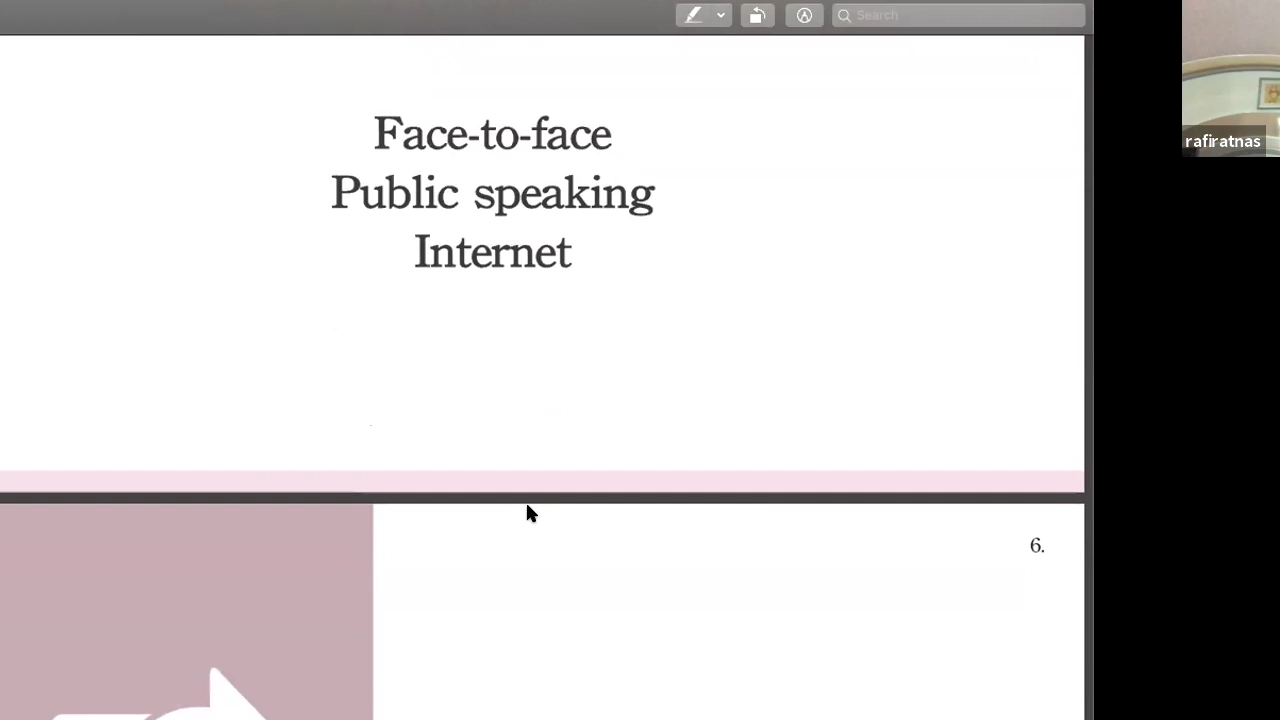 Search
Face-to-face
Public speaking
Internet
rafiratnas
6.